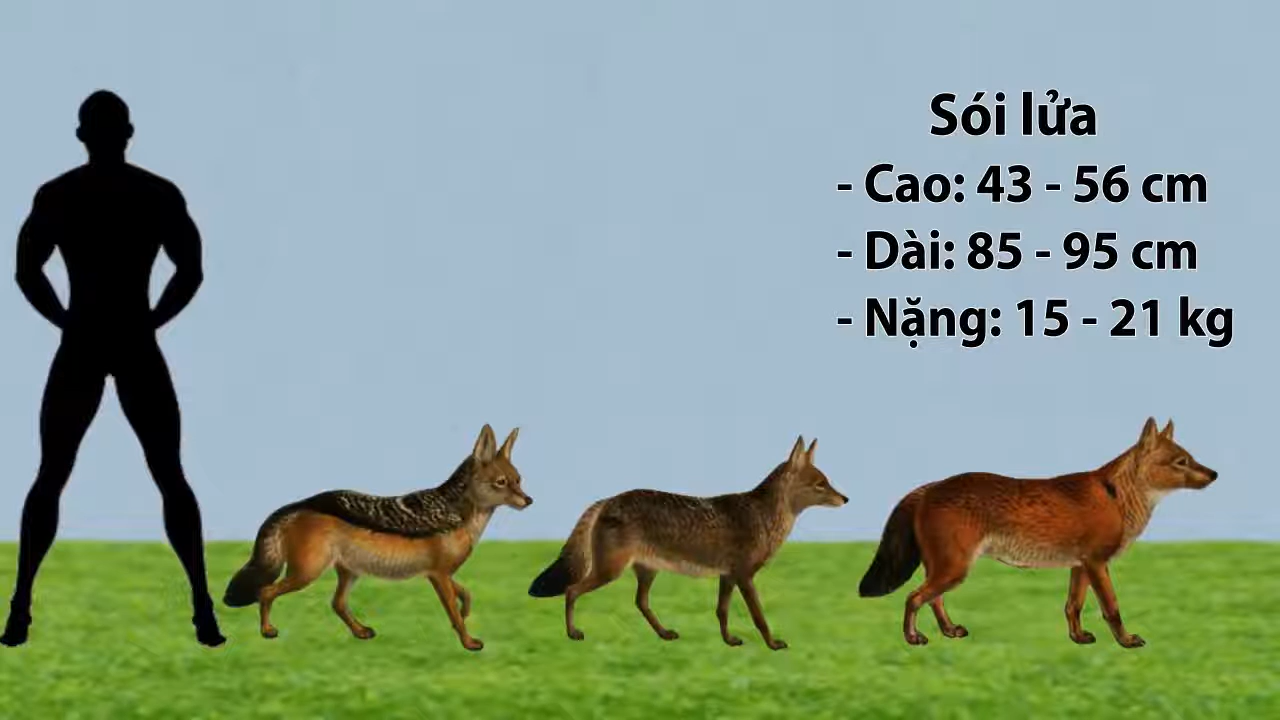 Sói lửa
- Cao: 43 - 56 cm
- Dài: 85 - 95 cm
- Nặng: 15 - 21 kg